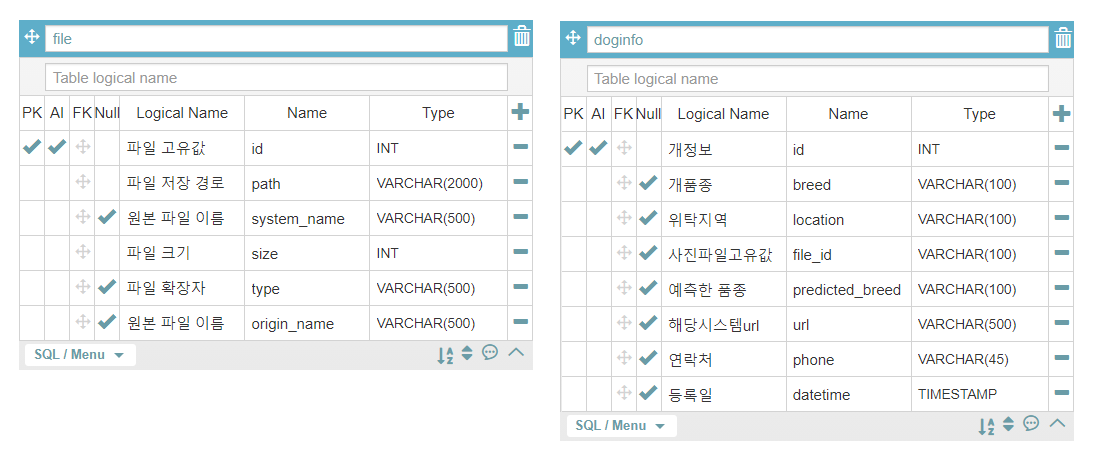 file
Table logical name
PK AI FK Null Logical Name Name Type
파일 고유값 id INT
파일 저장 경로 path VARCHAR(2000)
원본 파일 이름 system_name VARCHAR(500)
파일 크기 size INT
파일 확장자 type VARCHAR(500)
원본 파일 이름 origin_name VARCHAR(500)
SQL / Menu
doginfo
Table logical name
PK AI FK Null Logical Name Name Type
개정보 id INT
개품종 breed VARCHAR(100)
위탁지역 location VARCHAR(100)
사진파일고유값 file_id VARCHAR(100)
예측한 품종 predicted_breed VARCHAR(100)
해당시스템url url VARCHAR(500)
연락처 phone VARCHAR(45)
등록일 datetime TIMESTAMP
SQL / Menu